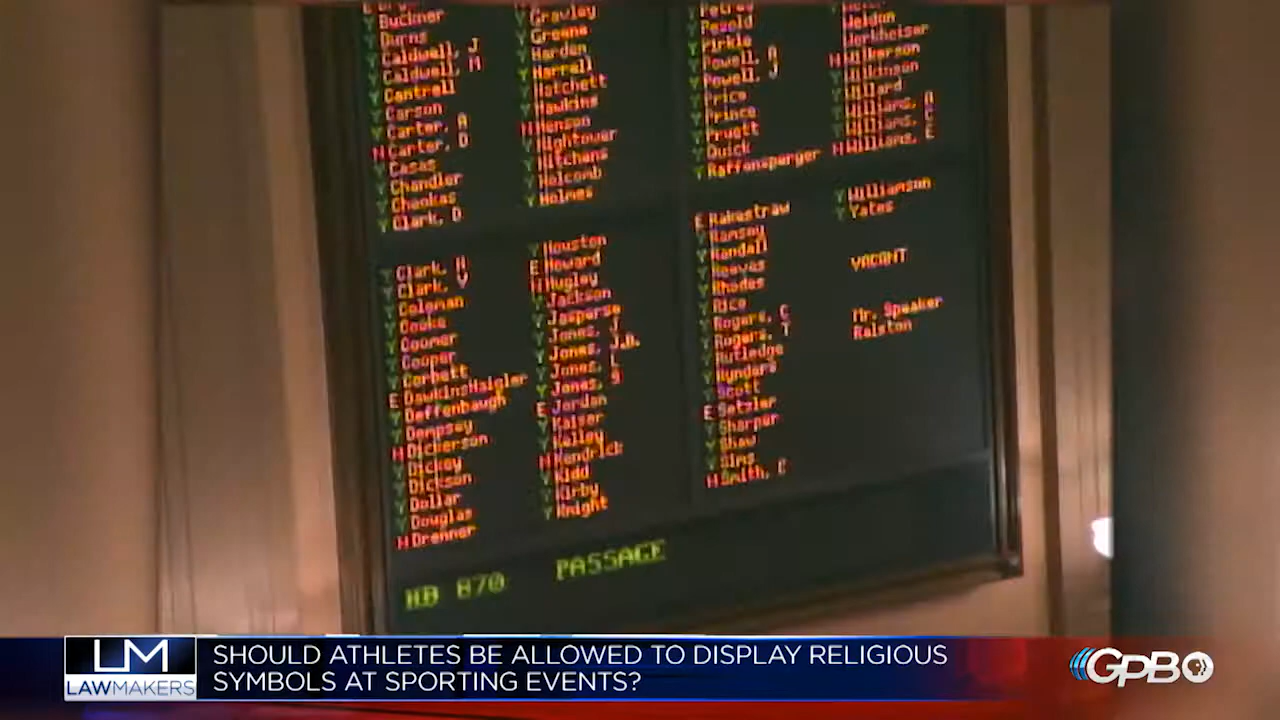 Buckner
Burns
Caldwell, J
Y Caldwell, M
Y Cantrell
Y Carson
Y Carter, A
N Carter, D
Y Casas
Y Chandler
Y Cheokas
Y Clark, D
Y Clark, H
Y Clark, V
Y Coleman
Y Cooke
Y Coomer
Y Cooper
Y Corbett
E DawkinsHaigler
Y Deffenbaugh
Y Dempsey
N Dickerson
Y Dickey
Y Dickson
Y Dollar
Y Douglas
N Drenner
Gravley
Greene
Harden
Y Harrell
Y Hatchett
Y Hawkins
N Henson
Y Hightower
Y Hitchens
Y Holcomb
Y Holmes
Y Houston
E Howard
N Hugley
Y Jackson
Y Jasperse
Y Jones, J
Y Jones, J.B.
Y Jones, L
Y Jones, S
E Jordan
Y Kaiser
Y Kelley
N Kendrick
Y Kidd
Y Kirby
Y Knight
Petrea
Y Pezold
Y Pirkle
Y Powell, A
Y Powell, J
Y Price
Y Prince
Y Pruett
Y Quick
Y Raffensperger
E Rakestraw
Y Ramsey
Y Randall
Y Reeves
Y Rhodes
Y Rice
Y Rogers, C
Y Rogers, T
Y Rutledge
Y Rynders
Y Scott
E Setzler
Y Sharper
Y Shaw
Y Sims
N Smith, E
Weldon
Werkheiser
N Wilkerson
Y Wilkinson
Y Willard
Y Williams, A
Y Williams, C
N Williams, E
Y Williamson
Y Yates
VACANT
Mr. Speaker
Ralston
HB 870 PASSAGE
LM
LAWMAKERS
SHOULD ATHLETES BE ALLOWED TO DISPLAY RELIGIOUS
SYMBOLS AT SPORTING EVENTS?
GPB